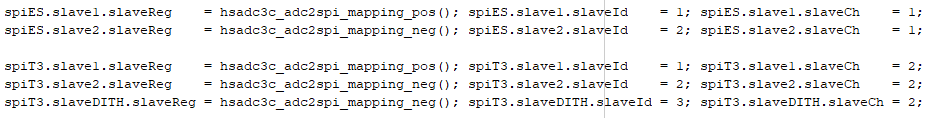 spiES.slave1.slaveReg    = hsadc3c_adc2spi_mapping_pos(); spiES.slave1.slaveId    = 1; spiES.slave1.slaveCh    = 1;
spiES.slave2.slaveReg    = hsadc3c_adc2spi_mapping_neg(); spiES.slave2.slaveId    = 2; spiES.slave2.slaveCh    = 1;
spiT3.slave1.slaveReg    = hsadc3c_adc2spi_mapping_pos(); spiT3.slave1.slaveId    = 1; spiT3.slave1.slaveCh    = 2;
spiT3.slave2.slaveReg    = hsadc3c_adc2spi_mapping_neg(); spiT3.slave2.slaveId    = 2; spiT3.slave2.slaveCh    = 2;
spiT3.slaveDITH.slaveReg = hsadc3c_adc2spi_mapping_neg(); spiT3.slaveDITH.slaveId = 3; spiT3.slaveDITH.slaveCh = 2;